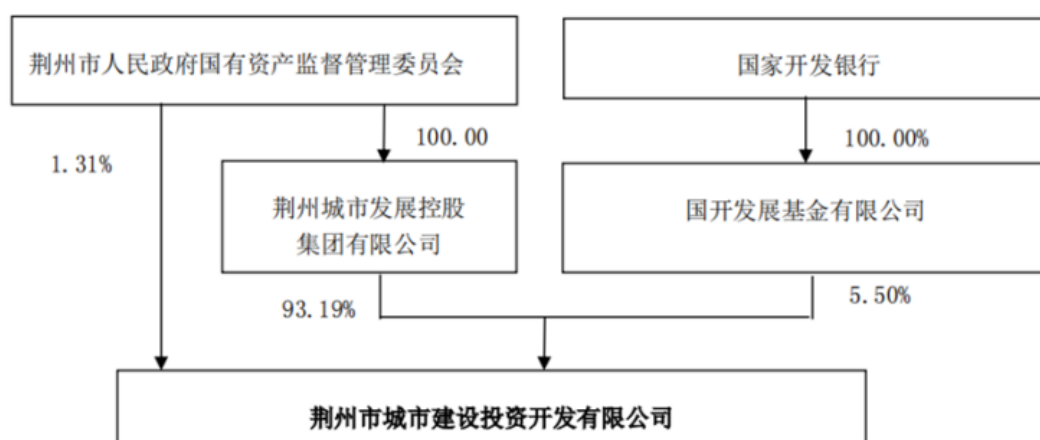 荆州市人民政府国有资产监督管理委员会
国家开发银行
1.31%
100.00
100.00%
荆州城市发展控股
集团有限公司
国开发展基金有限公司
93.19%
5.50%
荆州市城市建设投资开发有限公司